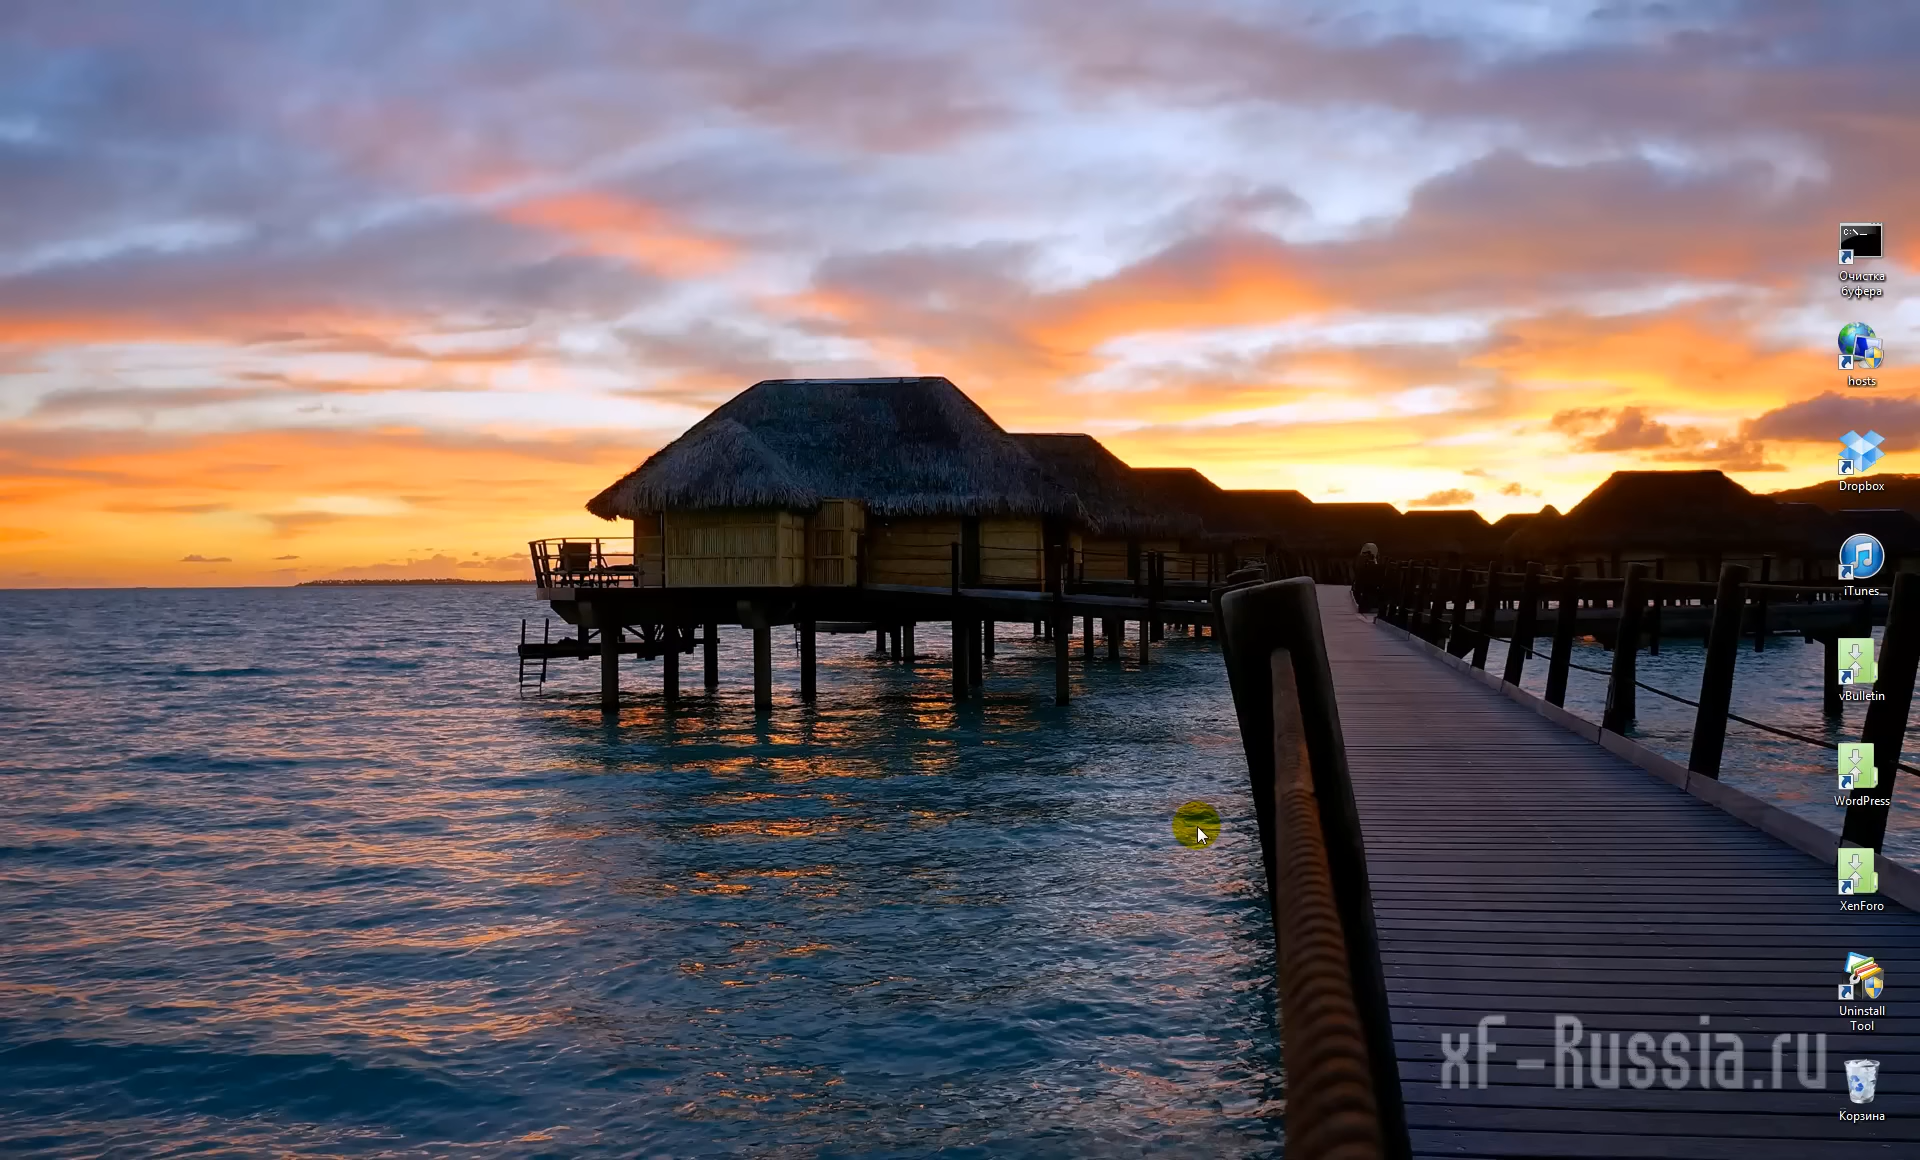 C:\_
Очистка
буфера
hosts
Dropbox
iTunes
vBulletin
WordPress
XenForo
Uninstall
Tool
xF-Russia.ru
Корзина